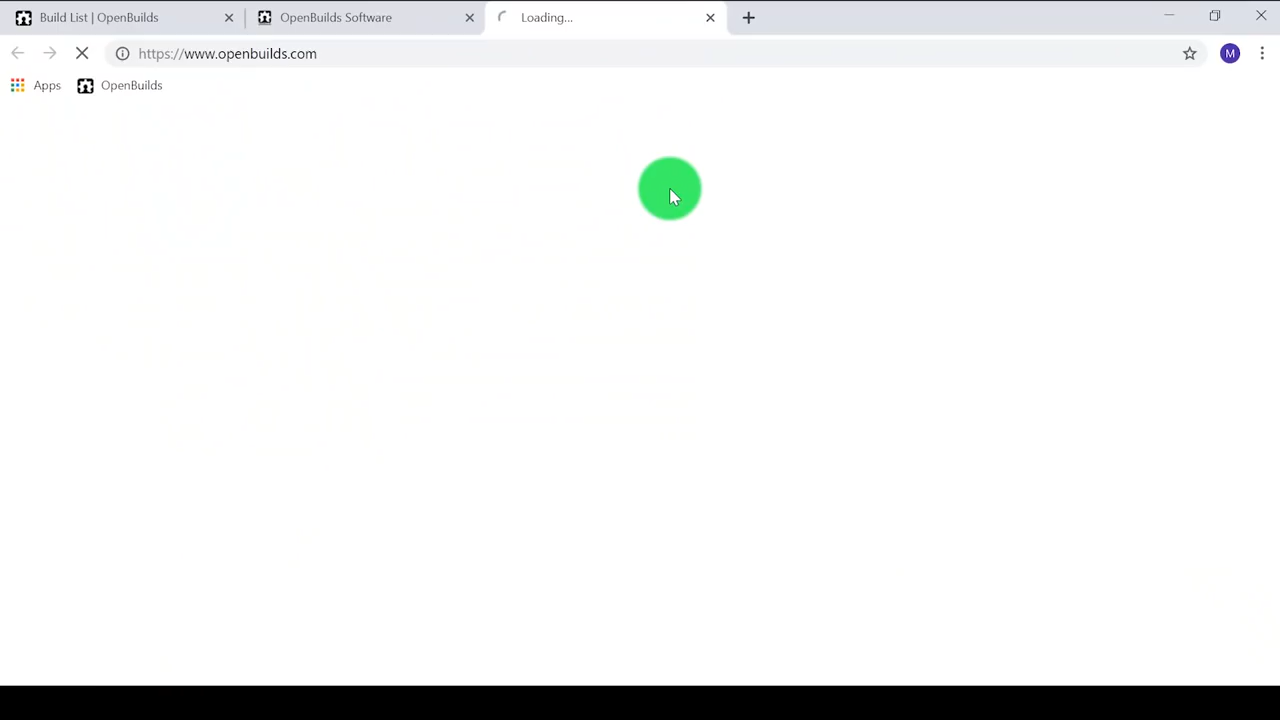 Build List | OpenBuilds
OpenBuilds Software
Loading...
https://www.openbuilds.com
M
Apps
OpenBuilds